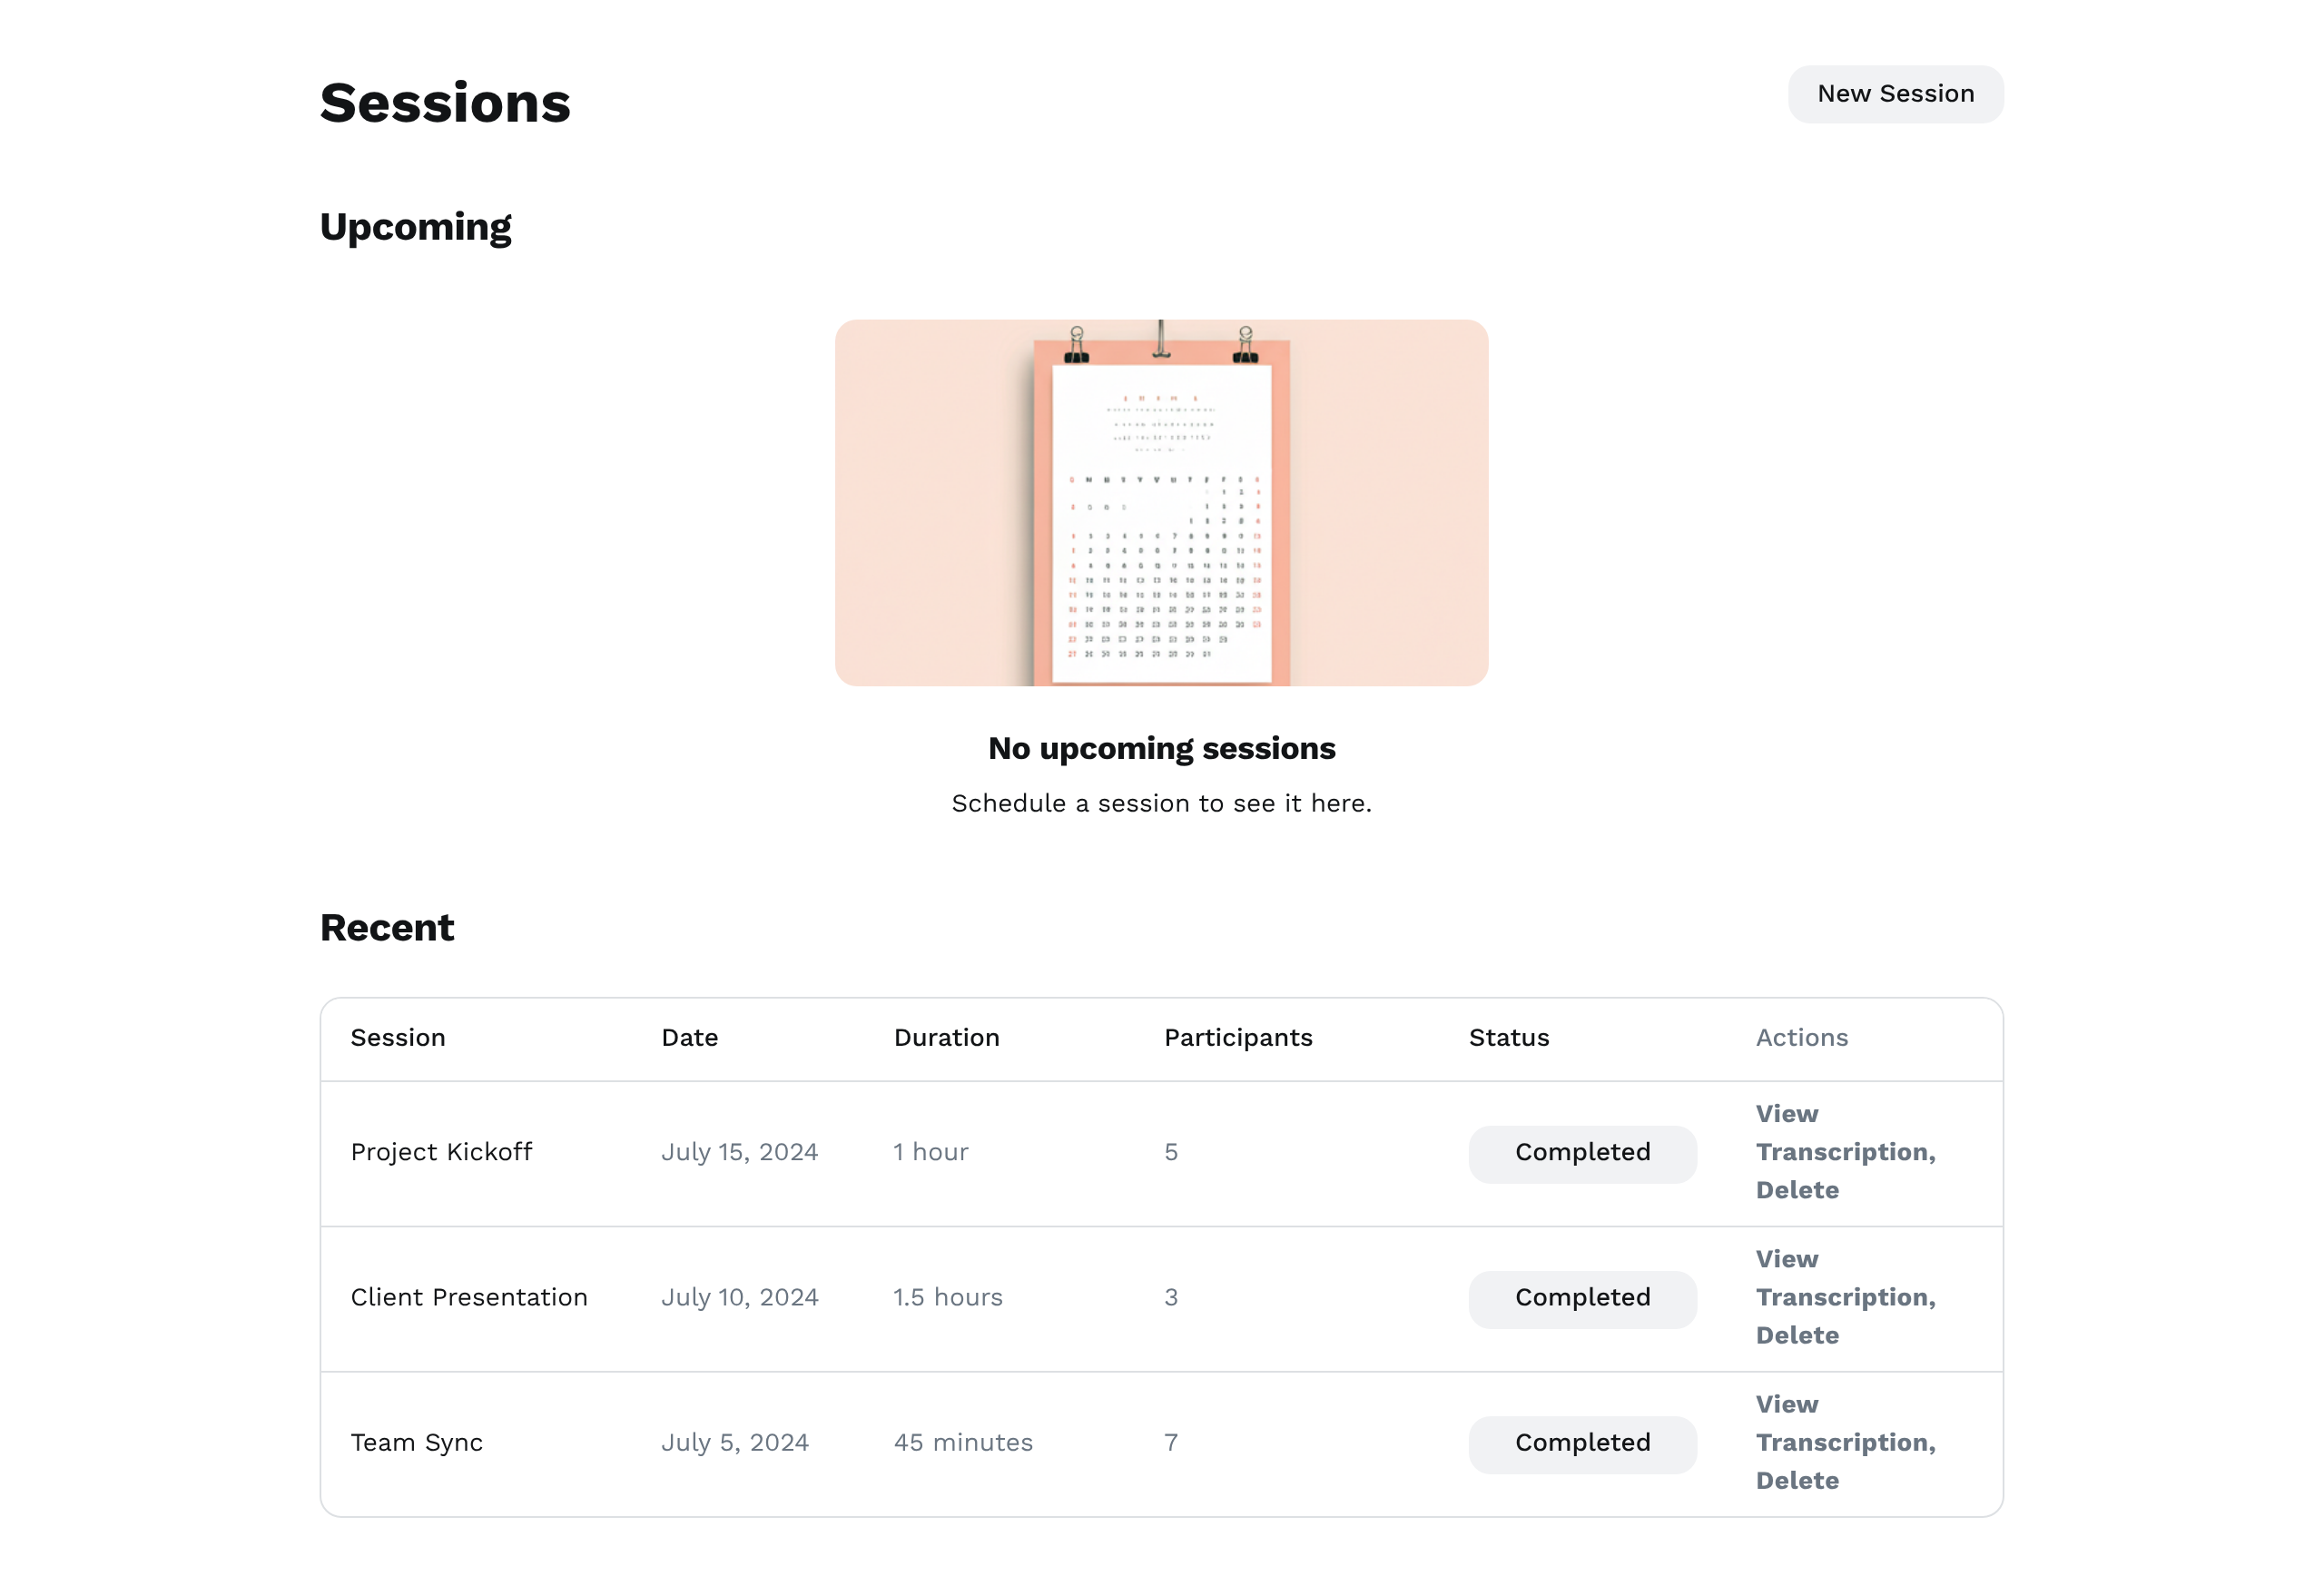 Sessions
New Session
Upcoming
No upcoming sessions
Schedule a session to see it here.
Recent
Session Date Duration Participants Status Actions
Project Kickoff July 15, 2024 1 hour 5 Completed View Transcription, Delete
Client Presentation July 10, 2024 1.5 hours 3 Completed View Transcription, Delete
Team Sync July 5, 2024 45 minutes 7 Completed View Transcription, Delete